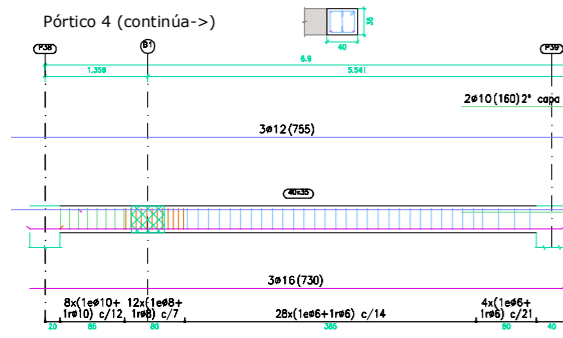 Pórtico 4 (continúa->)
35
40
P38
B1
P39
6.9
1.359
5.541
2ø10(160)2ª capa
3ø12(755)
40x35
3ø16(730)
8x(1eø10+
1rø10) c/12
12x(1eø8+
1rø8) c/7
28x(1eø6+1rø6) c/14
4x(1eø6+
1rø6) c/21
20
86
80
385
80
40